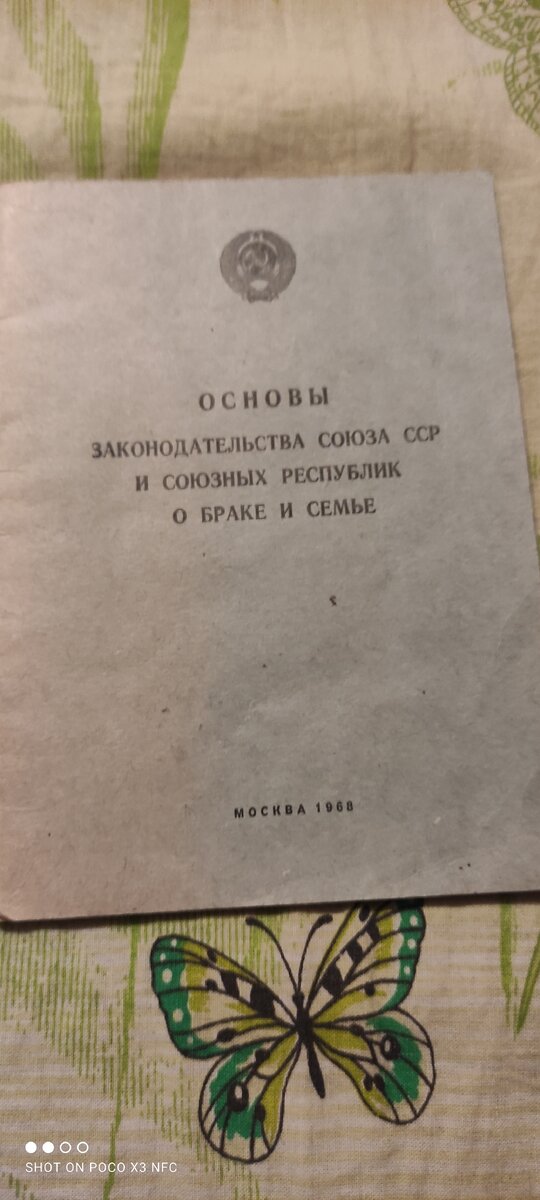 ОСНОВЫ
ЗАКОНОДАТЕЛЬСТВА СОЮЗА ССР
И СОЮЗНЫХ РЕСПУБЛИК
О БРАКЕ И СЕМЬЕ
МОСКВА 1968
SHOT ON POCO X3 NFC